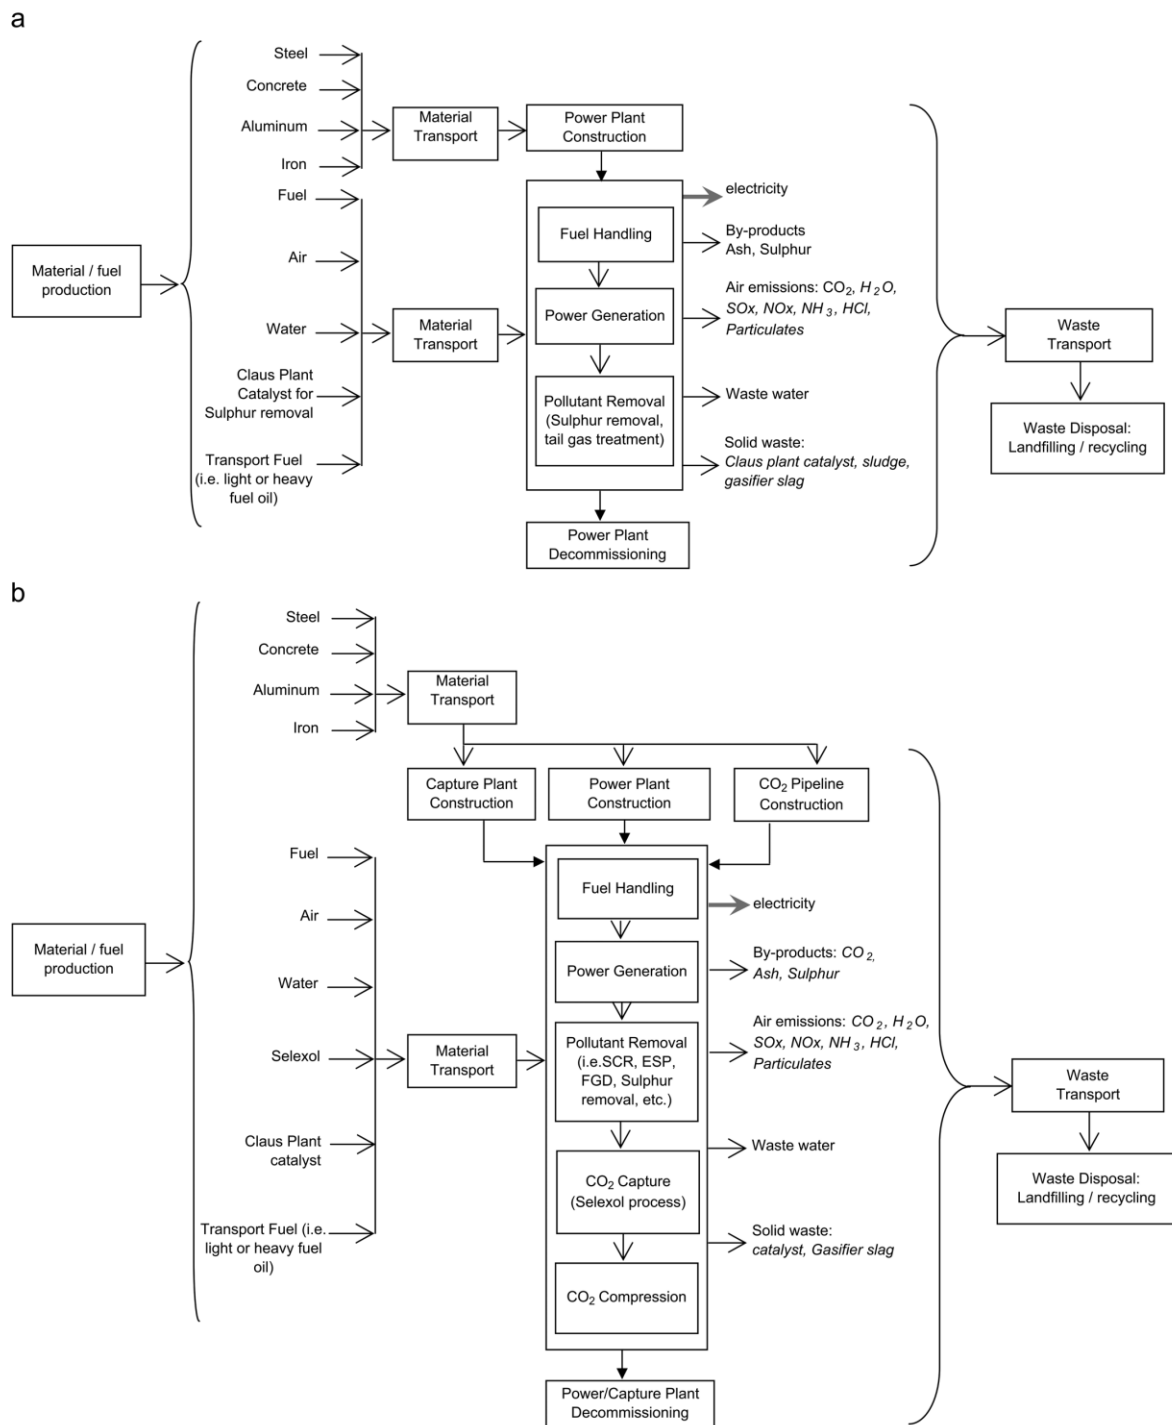 a
Steel
Concrete
Aluminum
Iron
Fuel
Air
Water
Claus Plant
Catalyst for
Sulphur removal
Transport Fuel
(i.e. light or heavy
fuel oil)
Material / fuel
production
Material
Transport
Material
Transport
Power Plant
Construction
Fuel Handling
Power Generation
Pollutant Removal
(Sulphur removal,
tail gas treatment)
Power Plant
Decommissioning
electricity
By-products
Ash, Sulphur
Air emissions: CO₂, H₂O,
SOx, NOx, NH₃, HCl,
Particulates
Waste water
Solid waste:
Claus plant catalyst, sludge,
gasifier slag
Waste
Transport
Waste Disposal:
Landfilling / recycling
b
Steel
Concrete
Aluminum
Iron
Material
Transport
Capture Plant
Construction
Power Plant
Construction
CO₂ Pipeline
Construction
Fuel
Air
Water
Selexol
Claus Plant
catalyst
Transport Fuel (i.e.
light or heavy fuel
oil)
Material / fuel
production
Material
Transport
Fuel Handling
Power Generation
Pollutant Removal
(i.e.SCR, ESP,
FGD, Sulphur
removal, etc.)
CO₂ Capture
(Selexol process)
CO₂ Compression
Power/Capture Plant
Decommissioning
electricity
By-products: CO₂,
Ash, Sulphur
Air emissions: CO₂, H₂O,
SOx, NOx, NH₃, HCl,
Particulates
Waste water
Solid waste:
catalyst, Gasifier slag
Waste
Transport
Waste Disposal:
Landfilling / recycling